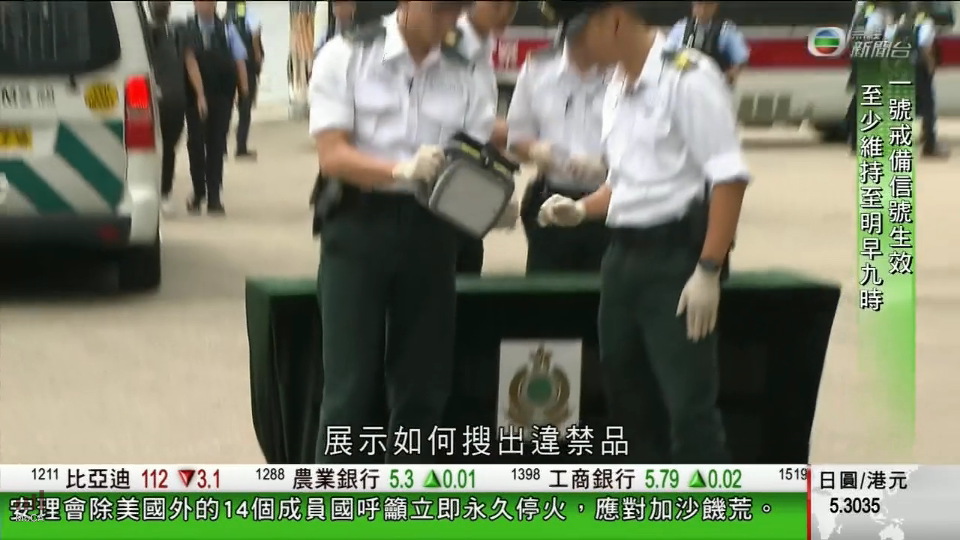 無綫
新聞台
一號戒備信號生效
至少維持至明早九時
展示如何搜出違禁品
1211 比亞迪 112 ▼3.1 1288 農業銀行 5.3 ▲0.01 1398 工商銀行 5.79 ▲0.02 1519
日圓/港元
5.3035
安理會除美國外的14個成員國呼籲立即永久停火，應對加沙饑荒。